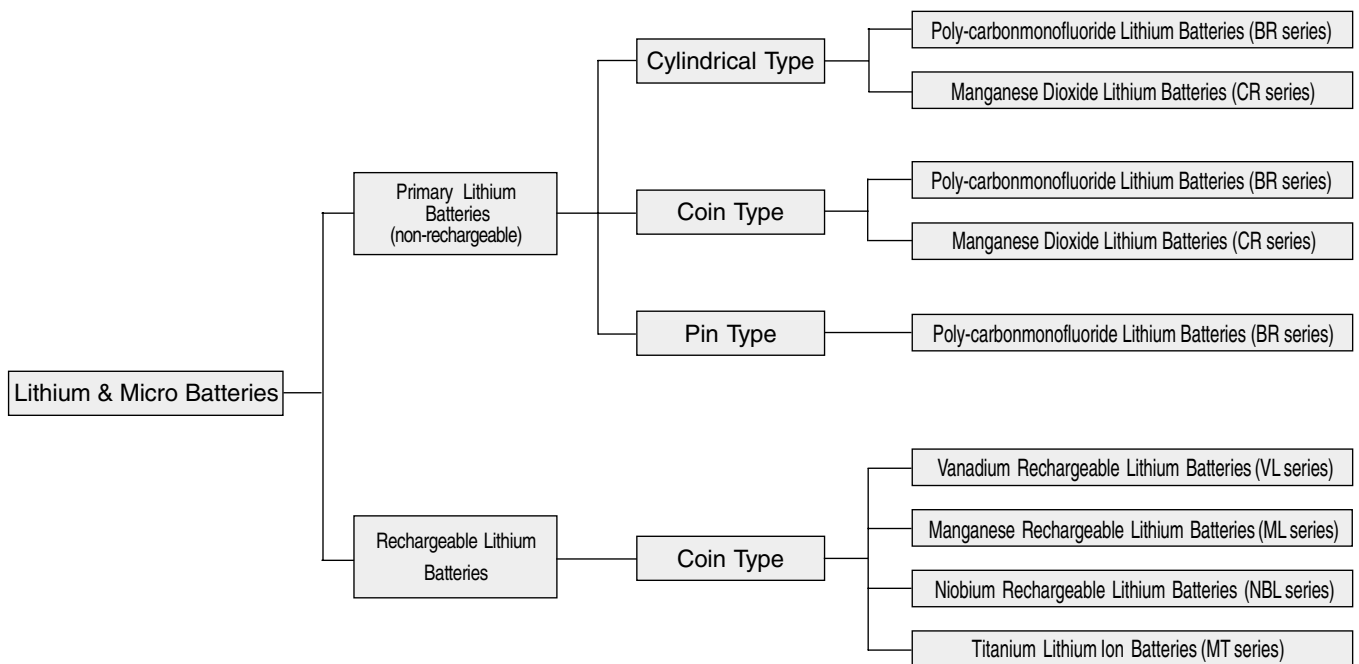 Lithium & Micro Batteries
Primary Lithium
Batteries
(non-rechargeable)
Cylindrical Type
Poly-carbonmonofluoride Lithium Batteries (BR series)
Manganese Dioxide Lithium Batteries (CR series)
Coin Type
Poly-carbonmonofluoride Lithium Batteries (BR series)
Manganese Dioxide Lithium Batteries (CR series)
Pin Type
Poly-carbonmonofluoride Lithium Batteries (BR series)
Rechargeable Lithium
Batteries
Coin Type
Vanadium Rechargeable Lithium Batteries (VL series)
Manganese Rechargeable Lithium Batteries (ML series)
Niobium Rechargeable Lithium Batteries (NBL series)
Titanium Lithium Ion Batteries (MT series)